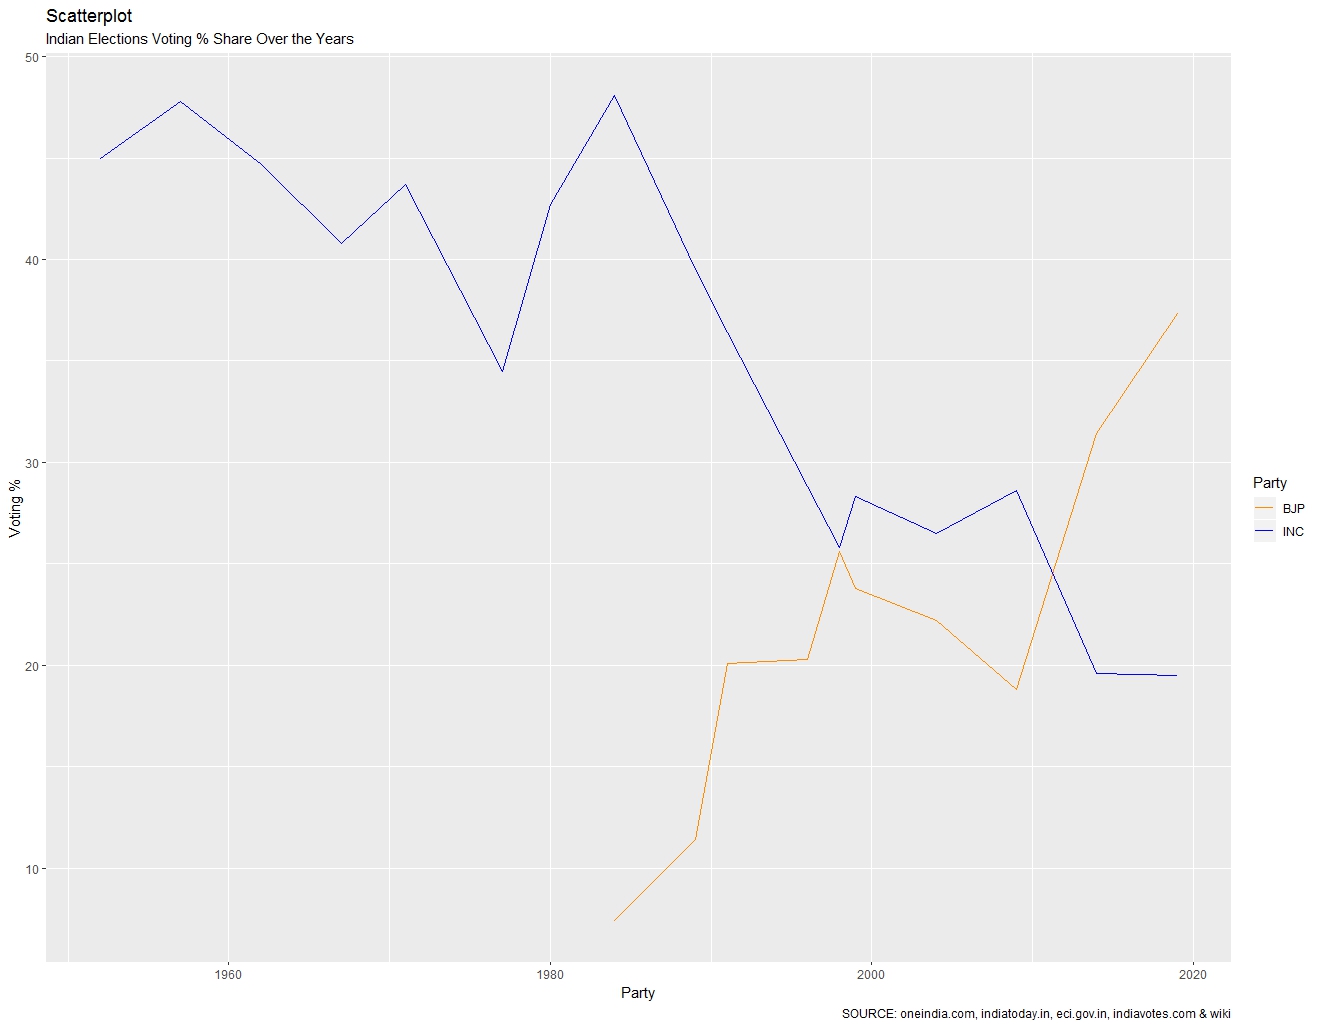 Scatterplot
Indian Elections Voting % Share Over the Years
50
40
30
20
10
Voting %
1960
1980
2000
2020
Party
Party
BJP
INC
SOURCE: oneindia.com, indiatoday.in, eci.gov.in, indiavotes.com & wiki